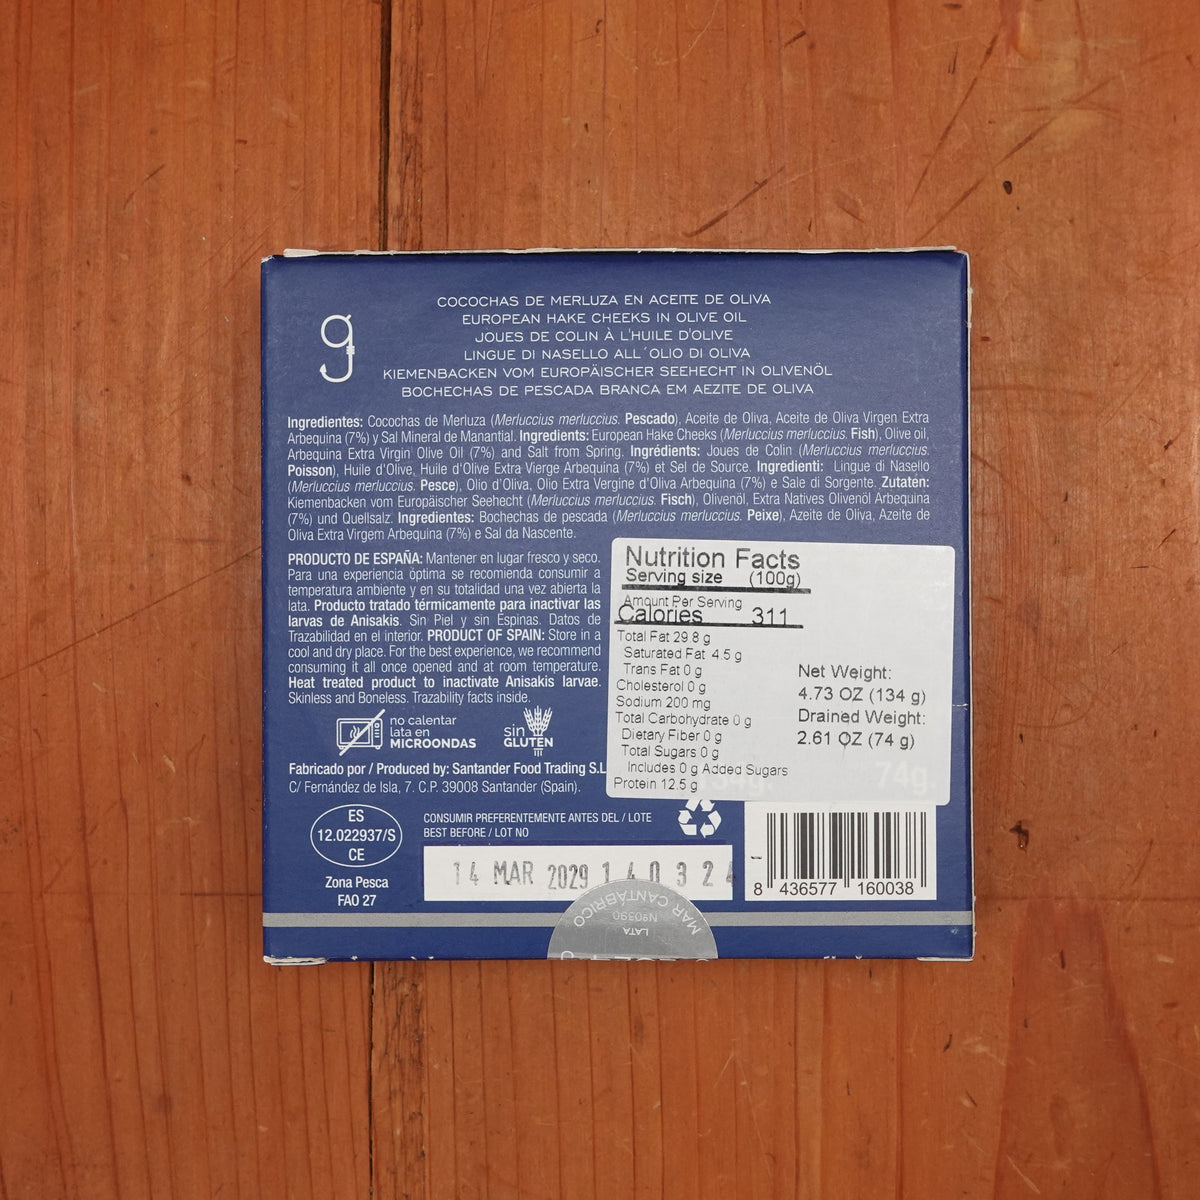 g
COCOCHAS DE MERLUZA EN ACEITE DE OLIVA
EUROPEAN HAKE CHEEKS IN OLIVE OIL
JOUES DE COLIN À L'HUILE D'OLIVE
LINGUE DI NASELLO ALL´OLIO DI OLIVA
KIEMENBACKEN VOM EUROPÄISCHER SEEHECHT IN OLIVENÖL
BOCHECHAS DE PESCADA BRANCA EM AEZITE DE OLIVA
Ingredientes: Cocochas de Merluza (Merluccius merluccius. Pescado), Aceite de Oliva, Aceite de Oliva Virgen Extra
Arbequina (7%) y Sal Mineral de Manantial. Ingredients: European Hake Cheeks (Merluccius merluccius. Fish), Olive oil,
Arbequina Extra Virgin Olive Oil (7%) and Salt from Spring. Ingrédients: Joues de Colin (Merluccius merluccius.
Poisson), Huile d'Olive, Huile d'Olive Extra Vierge Arbequina (7%) et Sel de Source. Ingredienti: Lingue di Nasello
(Merluccius merluccius. Pesce), Olio d'Oliva, Olio Extra Vergine d'Oliva Arbequina (7%) e Sale di Sorgente. Zutatén:
Kiemenbacken vom Europäischer Seehecht (Merluccius merluccius. Fisch), Olivenöl, Extra Natives Olivenöl Arbequina
(7%) und Quellsalz. Ingredientes: Bochechas de pescada (Merluccius merluccius. Peixe), Azeite de Oliva, Azeite de
Oliva Extra Virgem Arbequina (7%) e Sal da Nascente.
PRODUCTO DE ESPAÑA: Mantener en lugar fresco y seco.
Para una experiencia óptima se recomienda consumir a
temperatura ambiente y en su totalidad una vez abierta la
lata. Producto tratado térmicamente para inactivar las
larvas de Anisakis. Sin Piel y sin Espinas. Datos de
Trazabilidad en el interior. PRODUCT OF SPAIN: Store in a
cool and dry place. For the best experience, we recommend
consuming it all once opened and at room temperature.
Heat treated product to inactivate Anisakis larvae.
Skinless and Boneless. Trazability facts inside.
no calentar
lata en
MICROONDAS
sin
GLUTEN
Fabricado por / Produced by: Santander Food Trading S.L
C/ Fernández de Isla, 7. C.P. 39008 Santander (Spain).
ES
12.022937/S
CE
Zona Pesca
FAO 27
CONSUMIR PREFERENTEMENTE ANTES DEL / LOTE
BEST BEFORE / LOT NO
14 MAR 2029 140324
Nutrition Facts
Serving size (100g)
Amount Per Serving
Calories 311
Total Fat 29 8 g
Saturated Fat 4.5 g
Trans Fat 0 g
Cholesterol 0 g
Sodium 200 mg
Total Carbohydrate 0 g
Dietary Fiber 0 g
Total Sugars 0 g
Includes 0 g Added Sugars
Protein 12.5 g
Net Weight:
4.73 OZ (134 g)
Drained Weight:
2.61 OZ (74 g)
74g.
8 436577 160038
MAR CANTÁBRICO
Nº0390
LATA